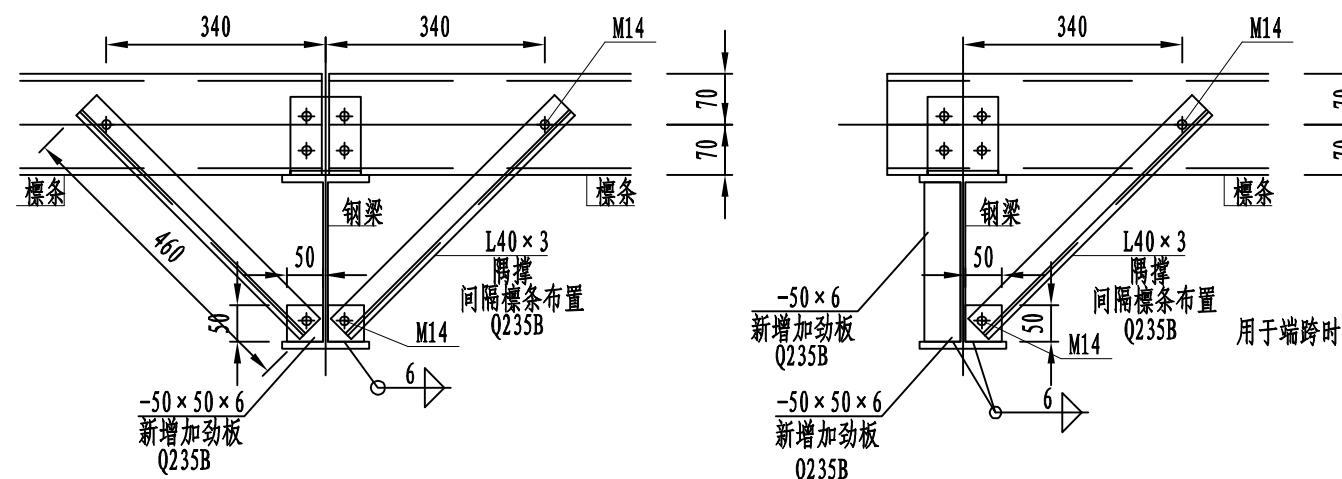 340
340
M14
70
70
檩条
檩条
钢梁
460
50
50
L40×3
隅撑
间隔檩条布置
Q235B
M14
6
-50×50×6
新增加劲板
Q235B
340
M14
70
70
檩条
钢梁
50
50
L40×3
隅撑
间隔檩条布置
Q235B
M14
用于端跨时
-50×6
新增加劲板
Q235B
6
-50×50×6
新增加劲板
Q235B